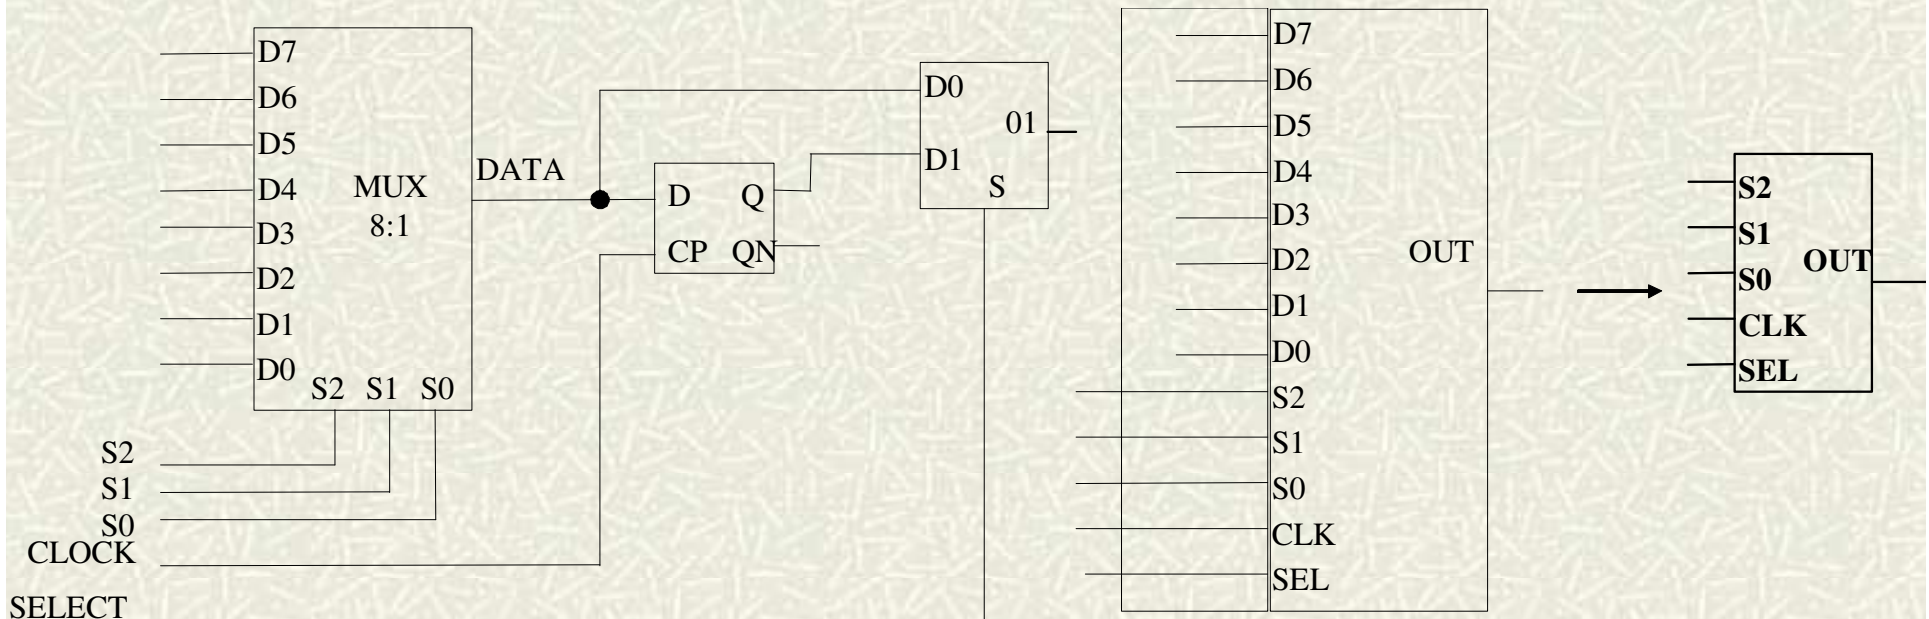 D7
D6
D5
D4
D3
D2
D1
D0
MUX
8:1
S2 S1 S0
DATA
D Q
CP QN
D0
D1
01
S
S2
S1
S0
CLOCK
SELECT
D7
D6
D5
D4
D3
D2
D1
D0
S2
S1
S0
CLK
SEL
OUT
S2
S1
S0
CLK
SEL
OUT